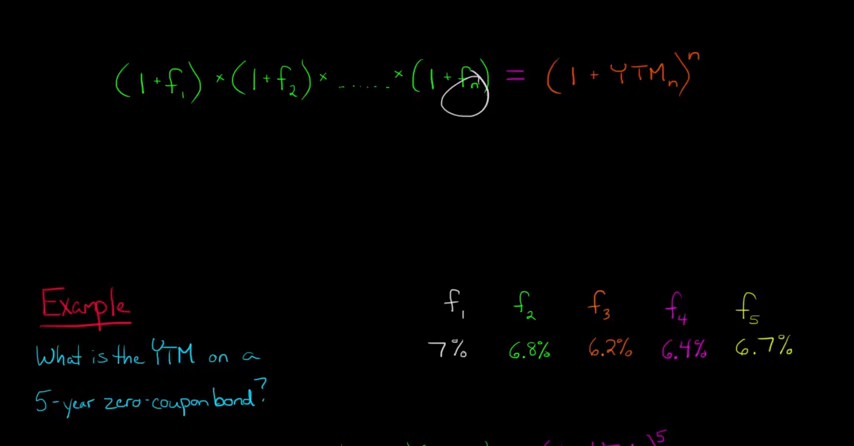 (1+f₁) × (1+f₂) × ...... × (1+fₙ) = (1 + YTMₙ)ⁿ
Example
f₁ f₂ f₃ f₄ f₅
What is the YTM on a
7% 6.8% 6.2% 6.4% 6.7%
5-year zero-coupon bond?